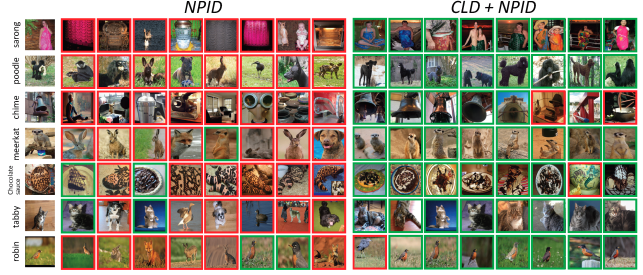 NPID
CLD + NPID
sarong
poodle
chime
meerkat
Chocolate
sauce
tabby
robin